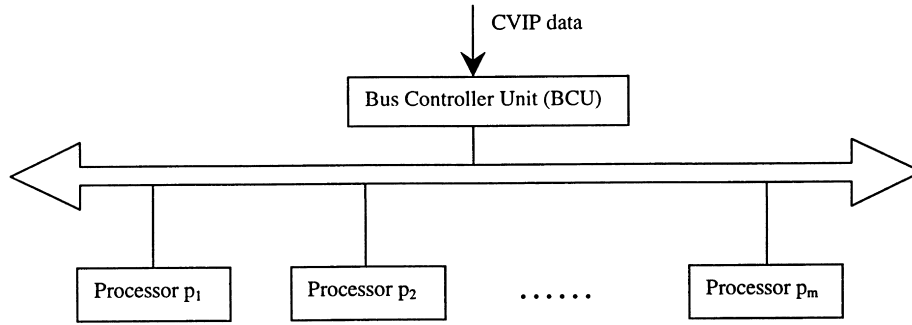 CVIP data
Bus Controller Unit (BCU)
Processor p₁
Processor p₂
......
Processor pₘ